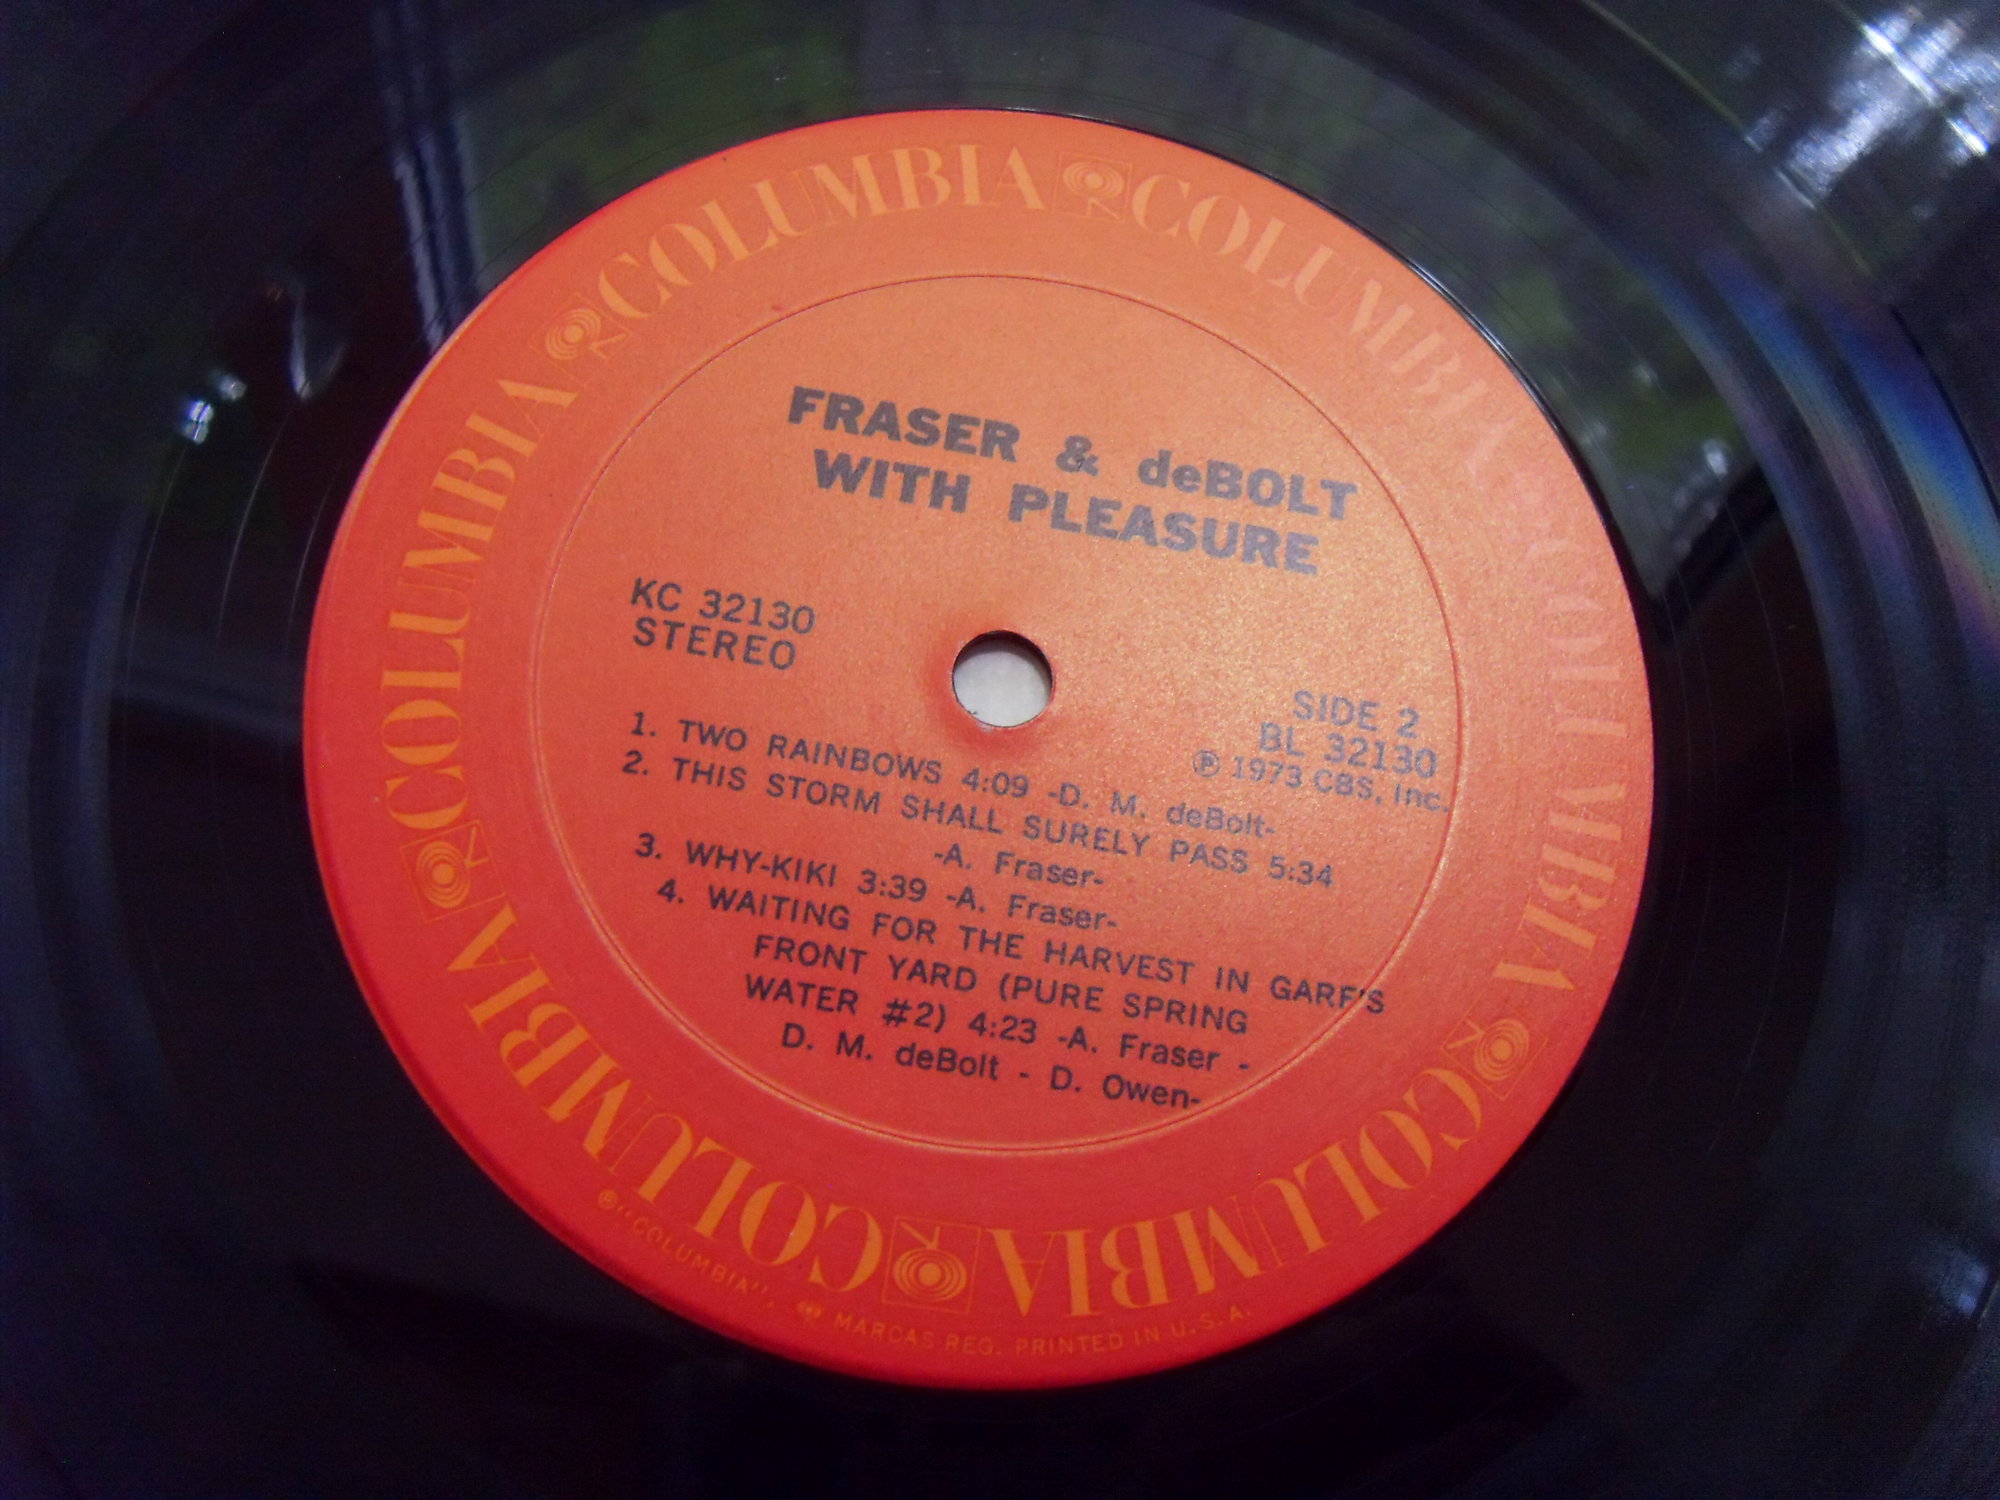 COLUMBIA COLUMBIA COLUMBIA COLUMBIA COLUMBIA COLUMBIA
FRASER & deBOLT
WITH PLEASURE
KC 32130
STEREO
SIDE 2
BL 32130
℗ 1973 CBS, Inc.
1. TWO RAINBOWS 4:09 -D. M. deBolt-
2. THIS STORM SHALL SURELY PASS 5:34
-A. Fraser-
3. WHY-KIKI 3:39 -A. Fraser-
4. WAITING FOR THE HARVEST IN GARF'S
FRONT YARD (PURE SPRING
WATER #2) 4:23 -A. Fraser -
D. M. deBolt - D. Owen-
℗ "COLUMBIA", MARCAS REG. PRINTED IN U.S.A.